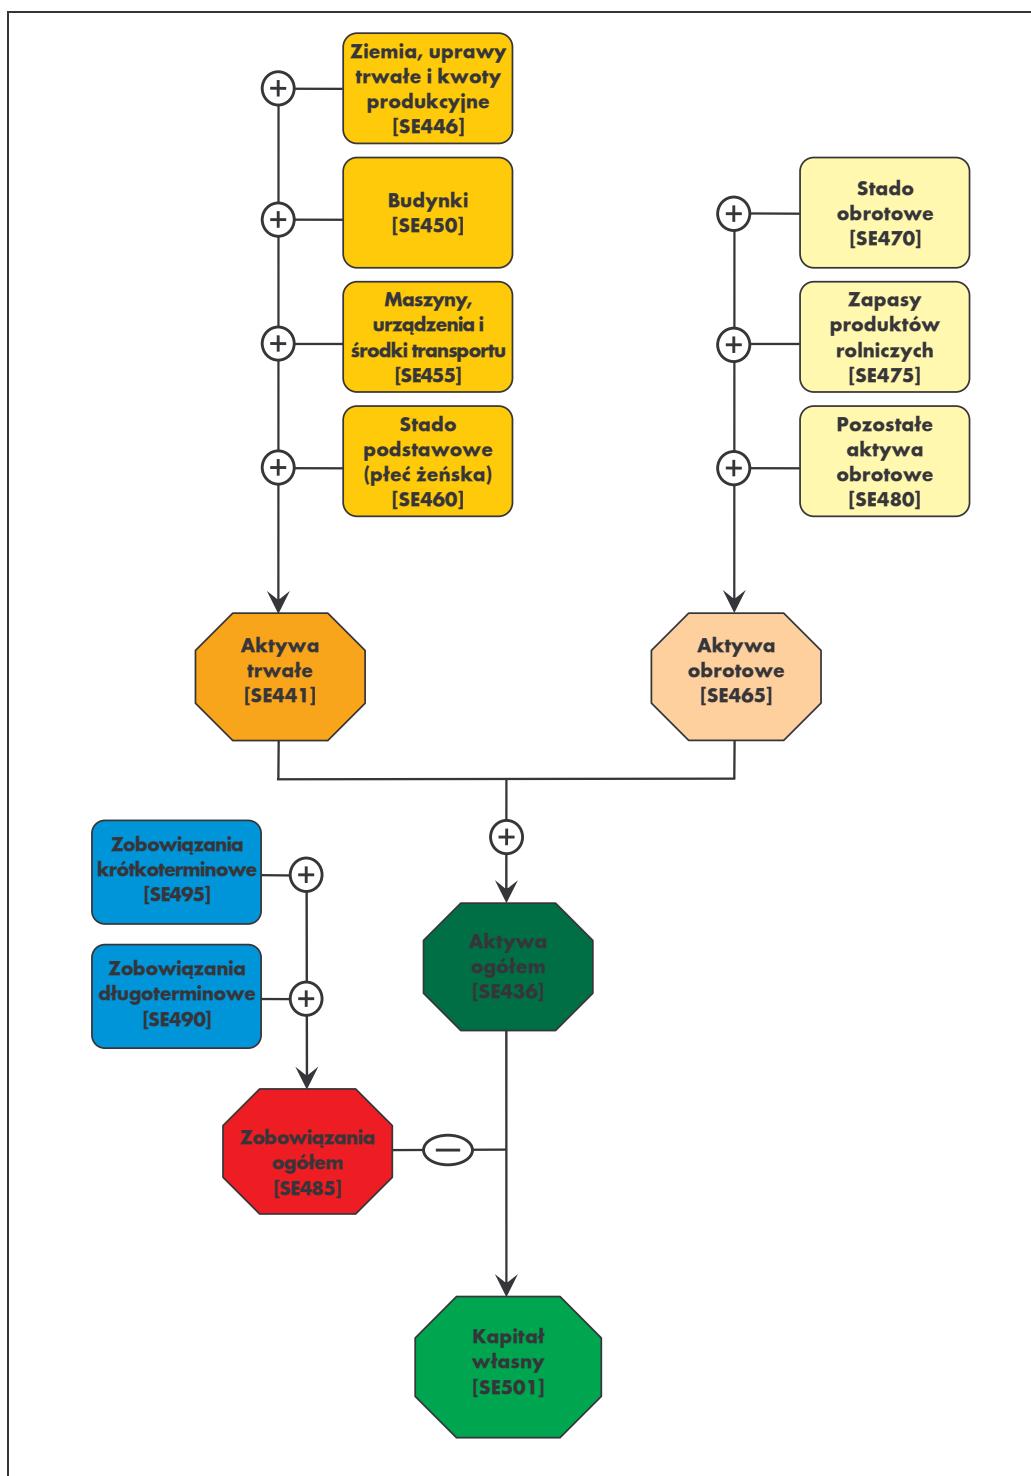 Ziemia, uprawy
trwałe i kwoty
produkcyjne
[SE446]
Budynki
[SE450]
Maszyny,
urządzenia i
środki transportu
[SE455]
Stado
podstawowe
(płeć żeńska)
[SE460]
Stado
obrotowe
[SE470]
Zapasy
produktów
rolniczych
[SE475]
Pozostałe
aktywa
obrotowe
[SE480]
Aktywa
trwałe
[SE441]
Aktywa
obrotowe
[SE465]
Zobowiązania
krótkoterminowe
[SE495]
Zobowiązania
długoterminowe
[SE490]
Aktywa
ogółem
[SE436]
Zobowiązania
ogółem
[SE485]
Kapitał
własny
[SE501]